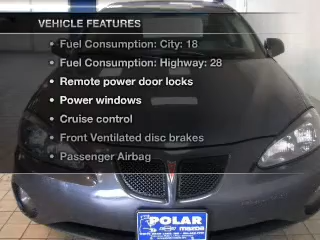 VEHICLE FEATURES
• Fuel Consumption: City: 18
• Fuel Consumption: Highway: 28
• Remote power door locks
• Power windows
• Cruise control
• Front Ventilated disc brakes
• Passenger Airbag
POLAR
mazda